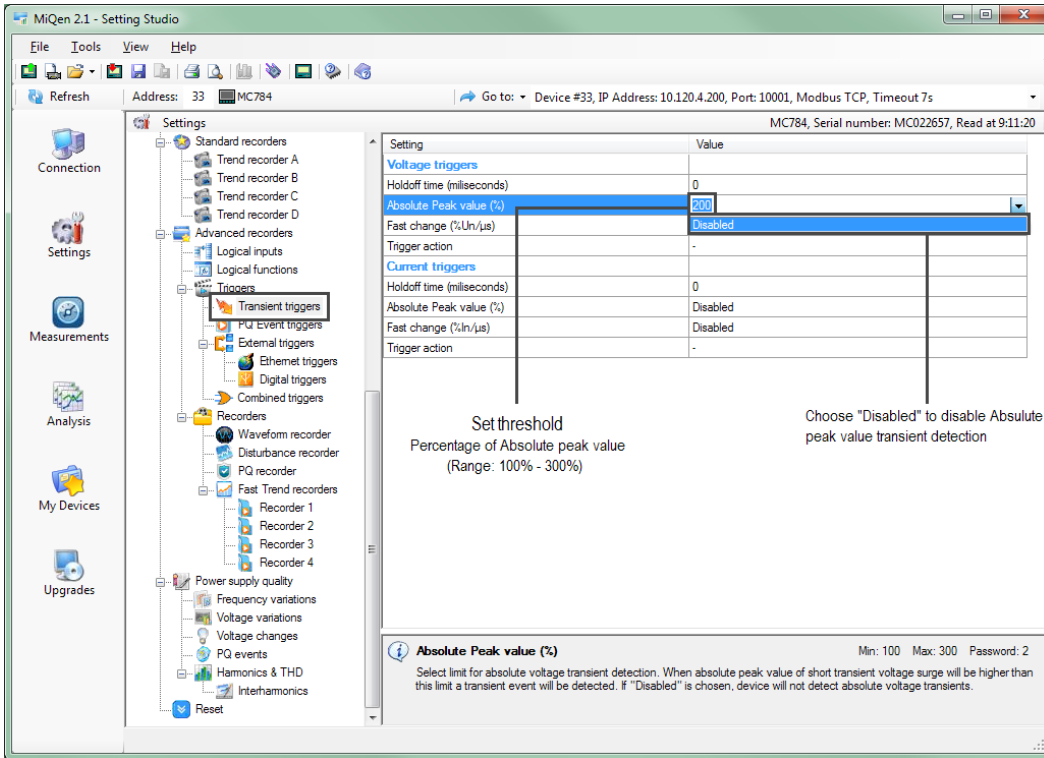 MiQen 2.1 - Setting Studio
File Tools View Help
Refresh Address: 33 MC784 Go to: Device #33, IP Address: 10.120.4.200, Port: 10001, Modbus TCP, Timeout 7s
Settings MC784, Serial number: MC022657, Read at 9:11:20
Connection
Settings
Measurements
Analysis
My Devices
Upgrades
Standard recorders
Trend recorder A
Trend recorder B
Trend recorder C
Trend recorder D
Advanced recorders
Logical inputs
Logical functions
Triggers
Transient triggers
PQ Event triggers
External triggers
Ethernet triggers
Digital triggers
Combined triggers
Recorders
Waveform recorder
Disturbance recorder
PQ recorder
Fast Trend recorders
Recorder 1
Recorder 2
Recorder 3
Recorder 4
Power supply quality
Frequency variations
Voltage variations
Voltage changes
PQ events
Harmonics & THD
Interharmonics
Reset
Setting Value
Voltage triggers
Holdoff time (miliseconds) 0
Absolute Peak value (%) 200
Fast change (%Un/µs) Disabled
Trigger action -
Current triggers
Holdoff time (miliseconds) 0
Absolute Peak value (%) Disabled
Fast change (%In/µs) Disabled
Trigger action -
Set threshold
Percentage of Absolute peak value
(Range: 100% - 300%)
Choose "Disabled" to disable Absulute
peak value transient detection
Absolute Peak value (%) Min: 100 Max: 300 Password: 2
Select limit for absolute voltage transient detection. When absolute peak value of short transient voltage surge will be higher than
this limit a transient event will be detected. If "Disabled" is chosen, device will not detect absolute voltage transients.